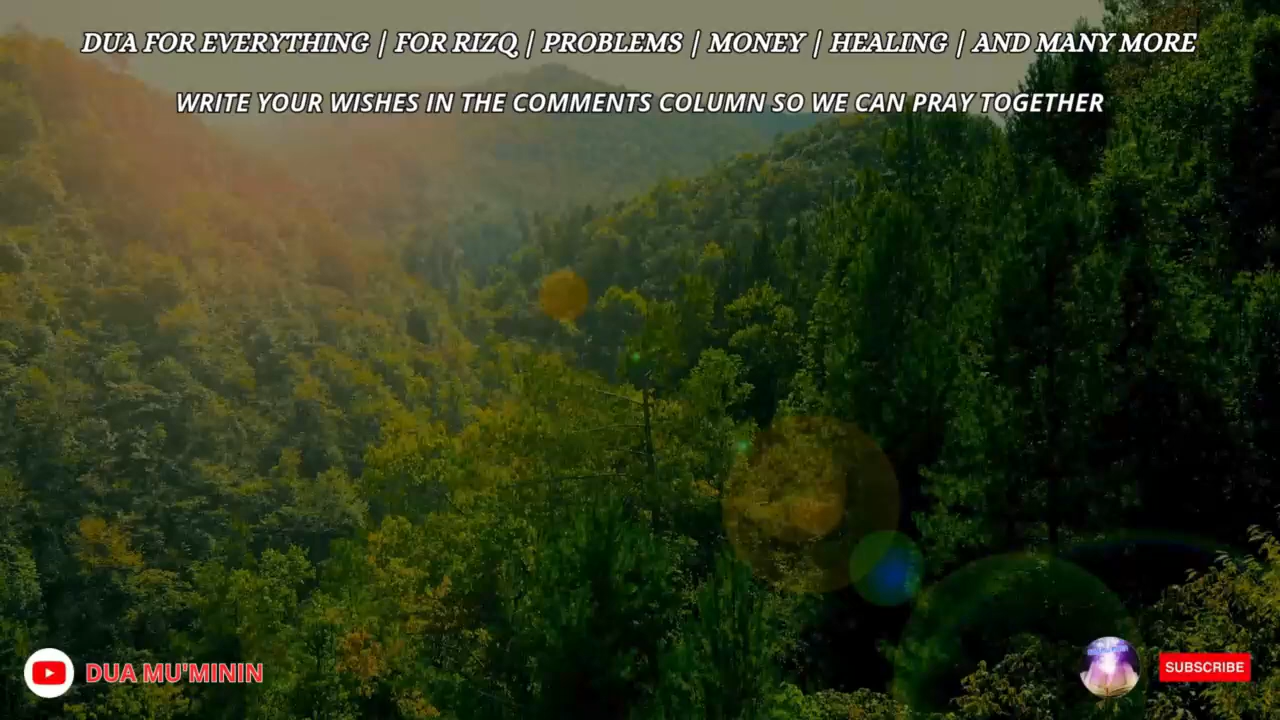 DUA FOR EVERYTHING | FOR RIZQ | PROBLEMS | MONEY | HEALING | AND MANY MORE
WRITE YOUR WISHES IN THE COMMENTS COLUMN SO WE CAN PRAY TOGETHER
DUA MU'MININ
SUBSCRIBE